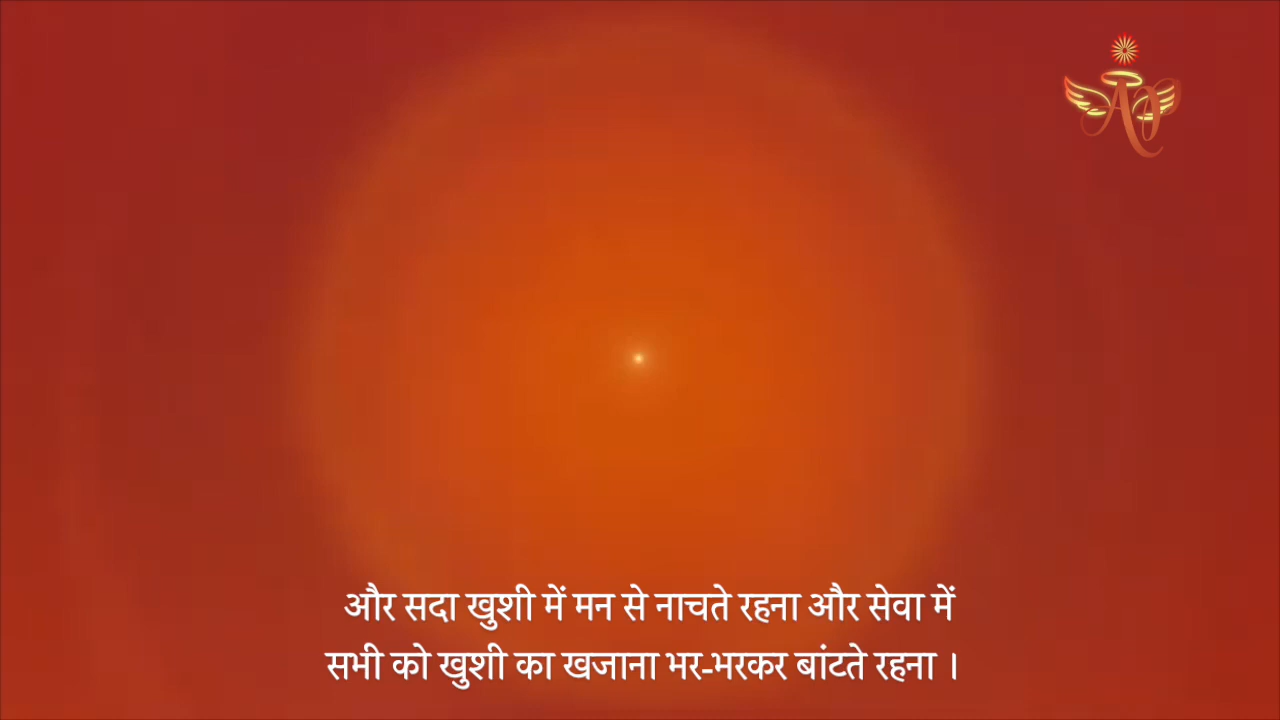 और सदा खुशी में मन से नाचते रहना और सेवा में
सभी को खुशी का खजाना भर-भरकर बांटते रहना ।